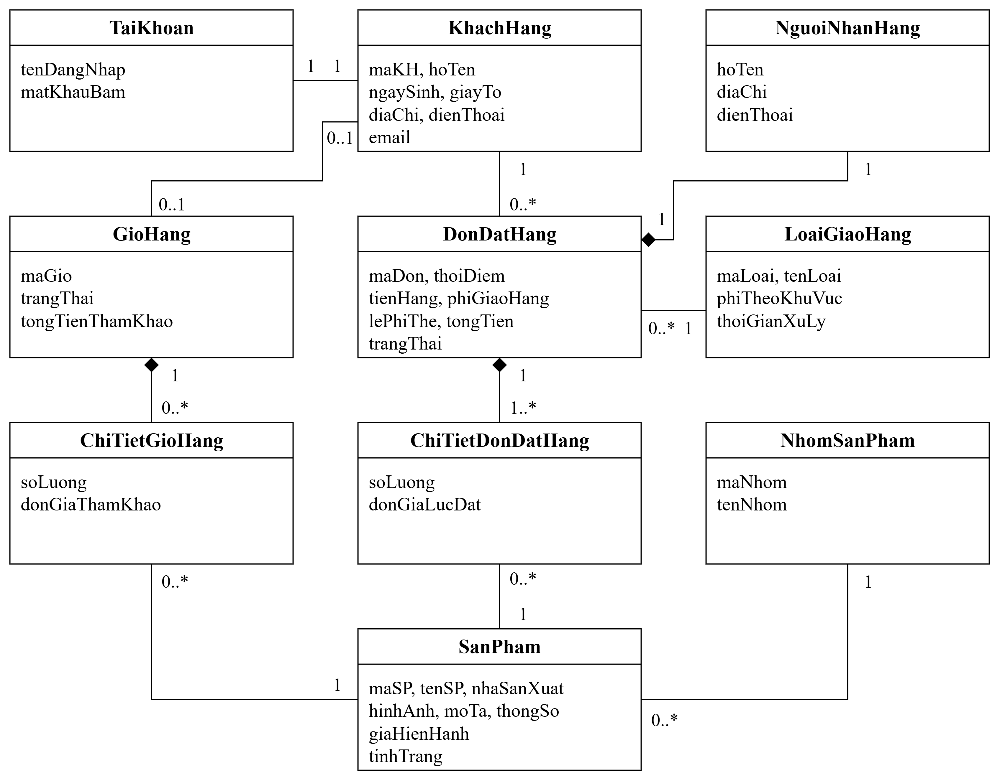 TaiKhoan
tenDangNhap
matKhauBam
1 1
KhachHang
maKH, hoTen
ngaySinh, giayTo
diaChi, dienThoai
email
NguoiNhanHang
hoTen
diaChi
dienThoai
0..1
0..1
1
0..*
1
1
GioHang
maGio
trangThai
tongTienThamKhao
DonDatHang
maDon, thoiDiem
tienHang, phiGiaoHang
lePhiThe, tongTien
trangThai
LoaiGiaoHang
maLoai, tenLoai
phiTheoKhuVuc
thoiGianXuLy
0..* 1
1
0..*
1
1..*
ChiTietGioHang
soLuong
donGiaThamKhao
ChiTietDonDatHang
soLuong
donGiaLucDat
NhomSanPham
maNhom
tenNhom
0..*
1
0..*
1
1
0..*
SanPham
maSP, tenSP, nhaSanXuat
hinhAnh, moTa, thongSo
giaHienHanh
tinhTrang